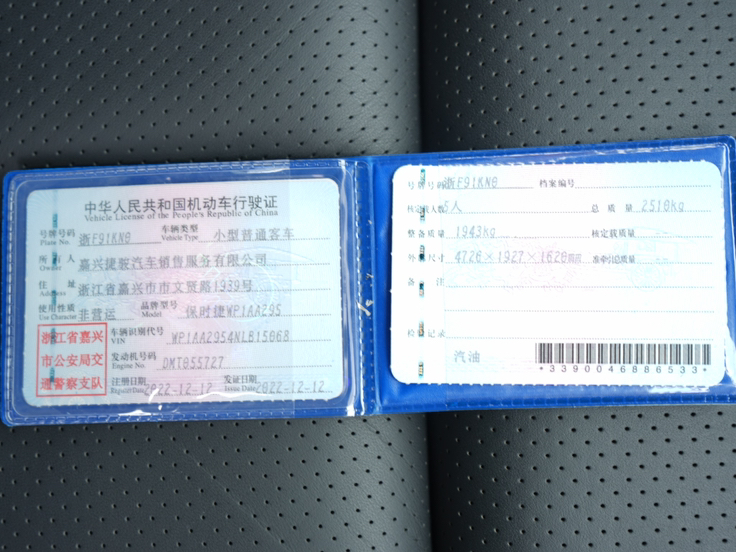 中华人民共和国机动车行驶证
Vehicle License of the People's Republic of China
号牌号码 浙F91KN0 车辆类型 小型普通客车
Plate No. Vehicle Type
所有人 嘉兴捷骏汽车销售服务有限公司
Owner
住址 浙江省嘉兴市市文贤路1939号
Address
使用性质 非营运 品牌型号 保时捷WP1AA295
Use Character Model
浙江省嘉兴
市公安局交
通警察支队
车辆识别代号 WP1AA2954NLB15068
VIN
发动机号码 DMT055727
Engine No.
注册日期 2022-12-12 发证日期 2022-12-12
Register Date Issue Date
号牌号码 浙F91KN0 档案编号
核定载人数 5人 总质量 2510kg
整备质量 1943kg 核定载质量
外廓尺寸 4726×1927×1620mm 准牵引总质量
备注
检验记录
汽油
*3390046886533*